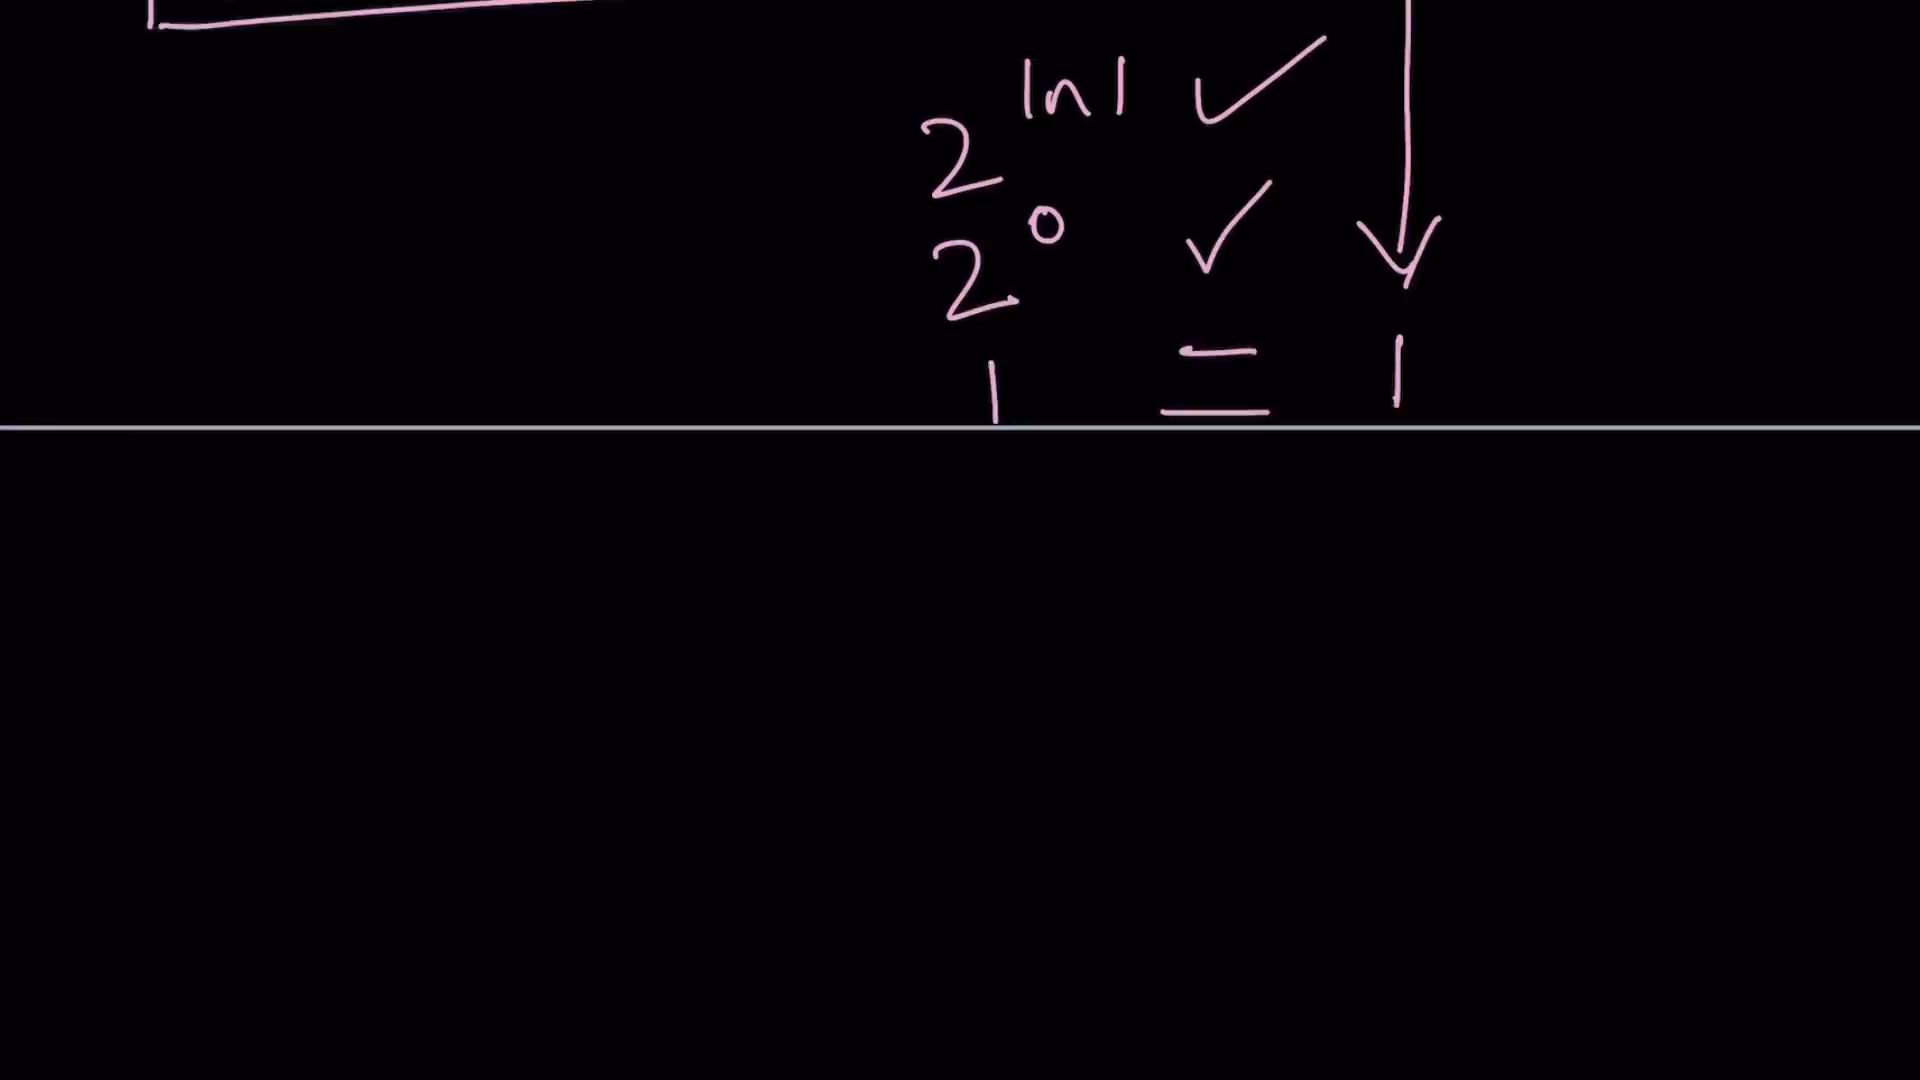 2^ln1 ✓
2^0 ✓
1 = 1